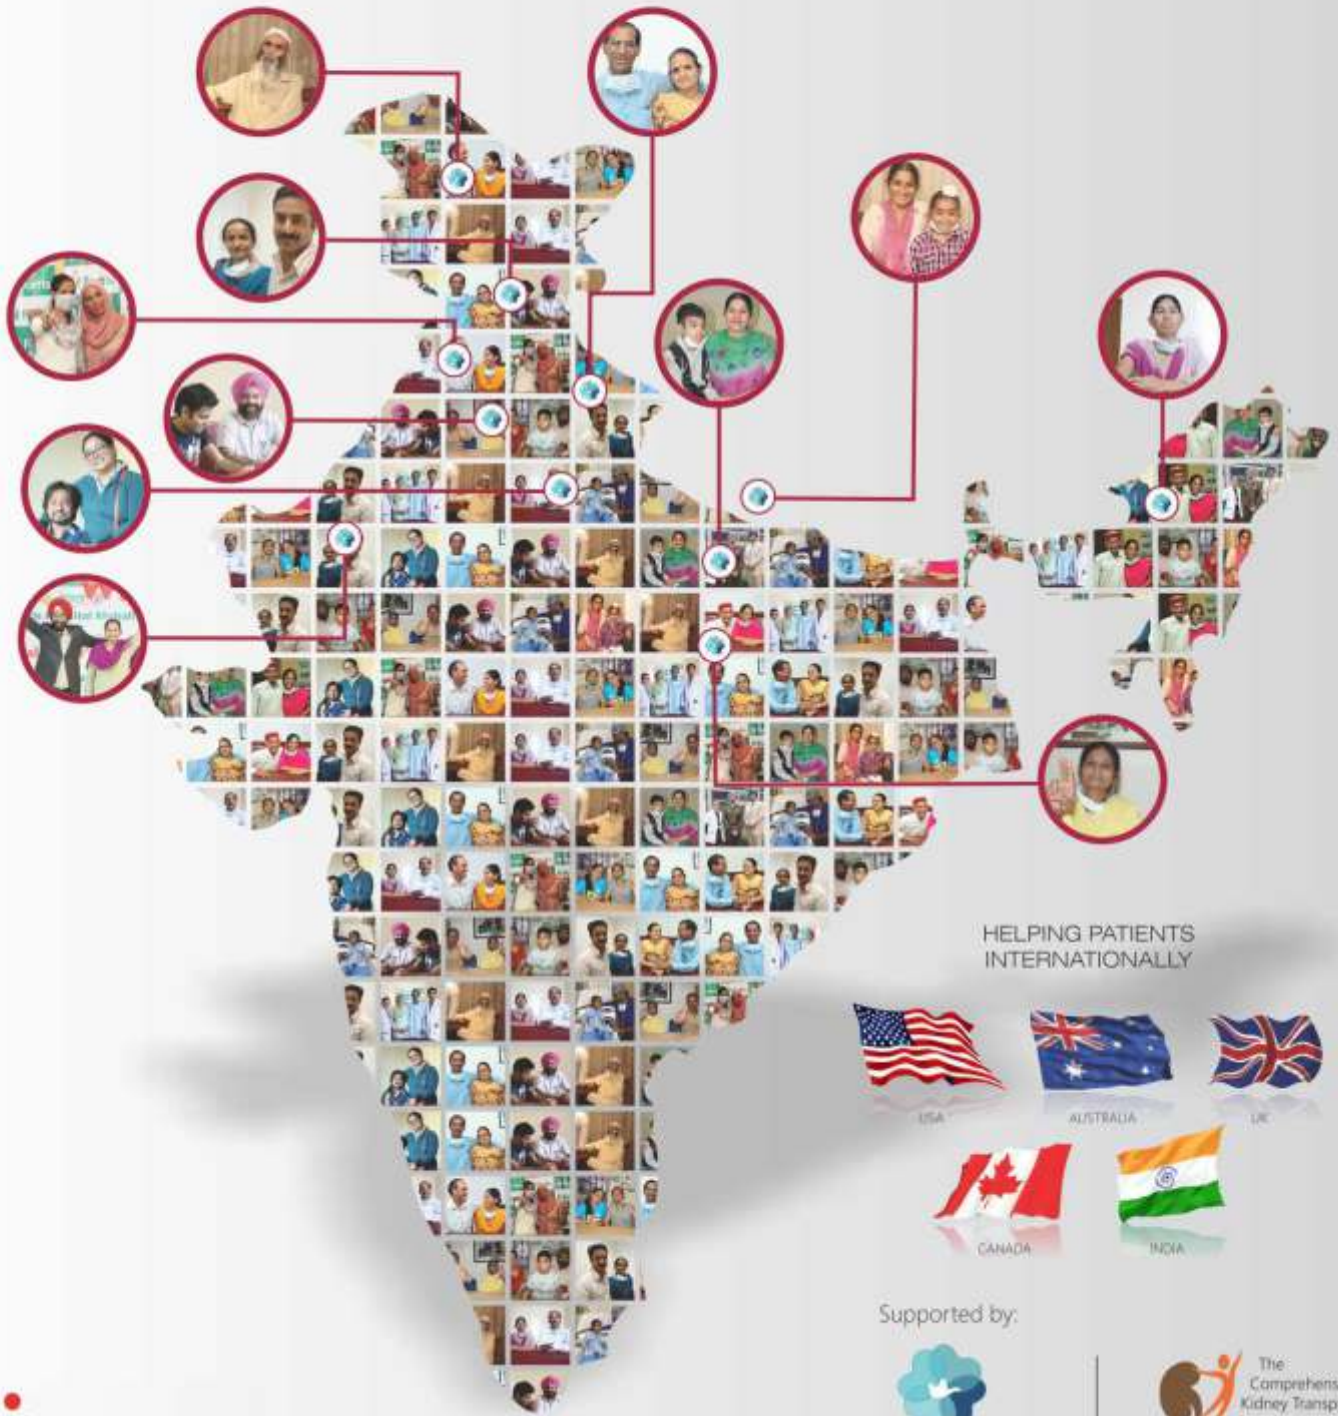 HELPING PATIENTS
INTERNATIONALLY
USA
AUSTRALIA
UK
CANADA
INDIA
Supported by:
The
Comprehens
Kidney Transp